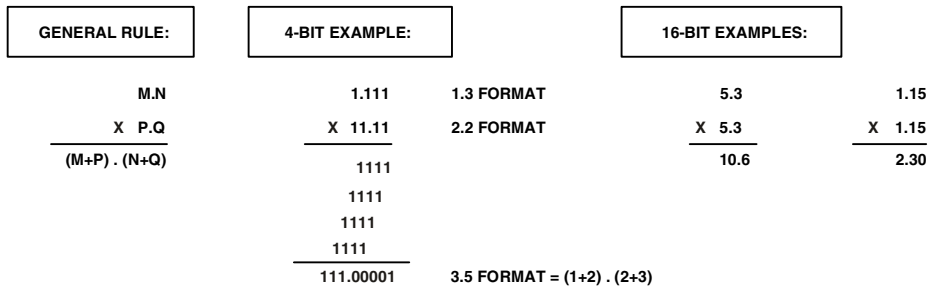 GENERAL RULE: 4-BIT EXAMPLE: 16-BIT EXAMPLES:
M.N 1.111 1.3 FORMAT 5.3 1.15
X P.Q X 11.11 2.2 FORMAT X 5.3 X 1.15
(M+P) . (N+Q) 1111 10.6 2.30
1111
1111
1111
111.00001 3.5 FORMAT = (1+2) . (2+3)